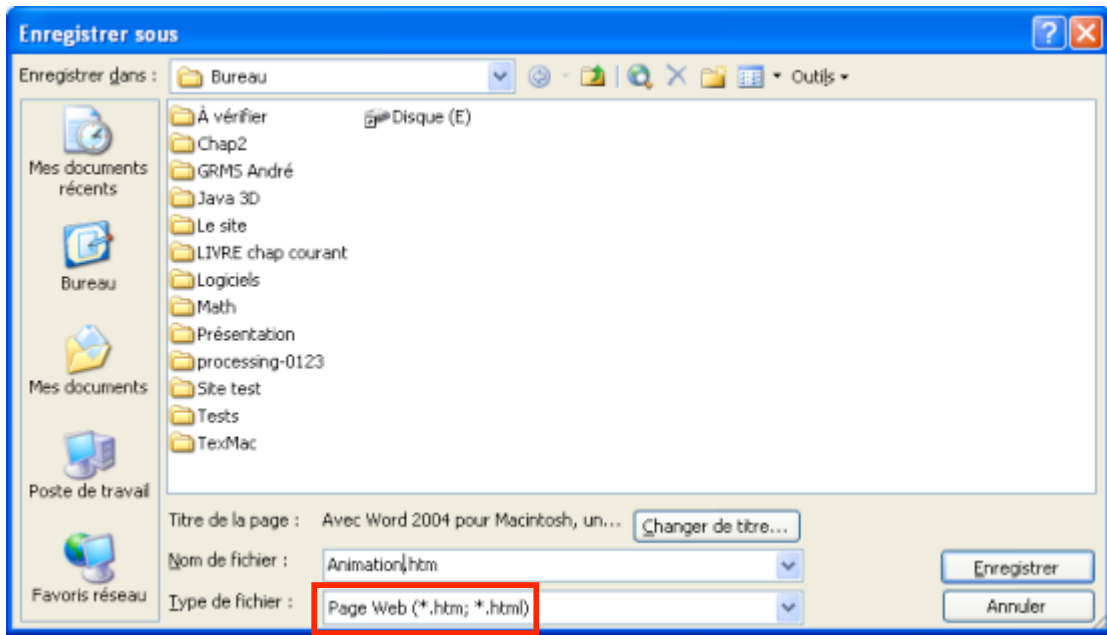 Enregistrer sous
Enregistrer dans :
Bureau
Outils
Mes documents
récents
Bureau
Mes documents
Poste de travail
Favoris réseau
À vérifier
Disque (E)
Chap2
GRMS André
Java 3D
Le site
LIVRE chap courant
Logiciels
Math
Présentation
processing-0123
Site test
Tests
TexMac
Titre de la page : Avec Word 2004 pour Macintosh, un... Changer de titre...
Nom de fichier : Animation.htm Enregistrer
Type de fichier : Page Web (*.htm; *.html) Annuler